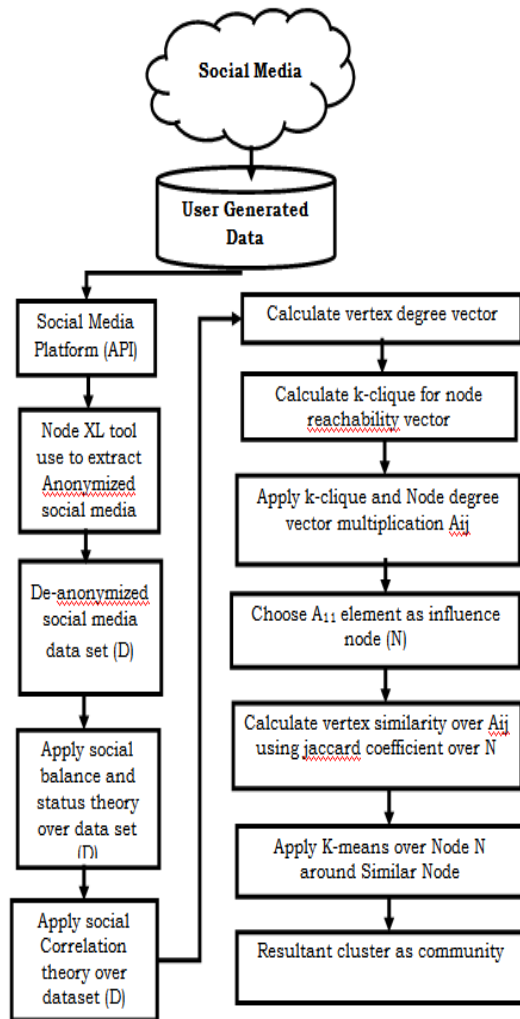 Social Media
User Generated
Data
Social Media
Platform (API)
Node XL tool
use to extract
Anonymized
social media
De-anonymized
social media
data set (D)
Apply social
balance and
status theory
over data set
(D)
Apply social
Correlation
theory over
dataset (D)
Calculate vertex degree vector
Calculate k-clique for node
reachability vector
Apply k-clique and Node degree
vector multiplication Aij
Choose A₁₁ element as influence
node (N)
Calculate vertex similarity over Aij
using jaccard coefficient over N
Apply K-means over Node N
around Similar Node
Resultant cluster as community